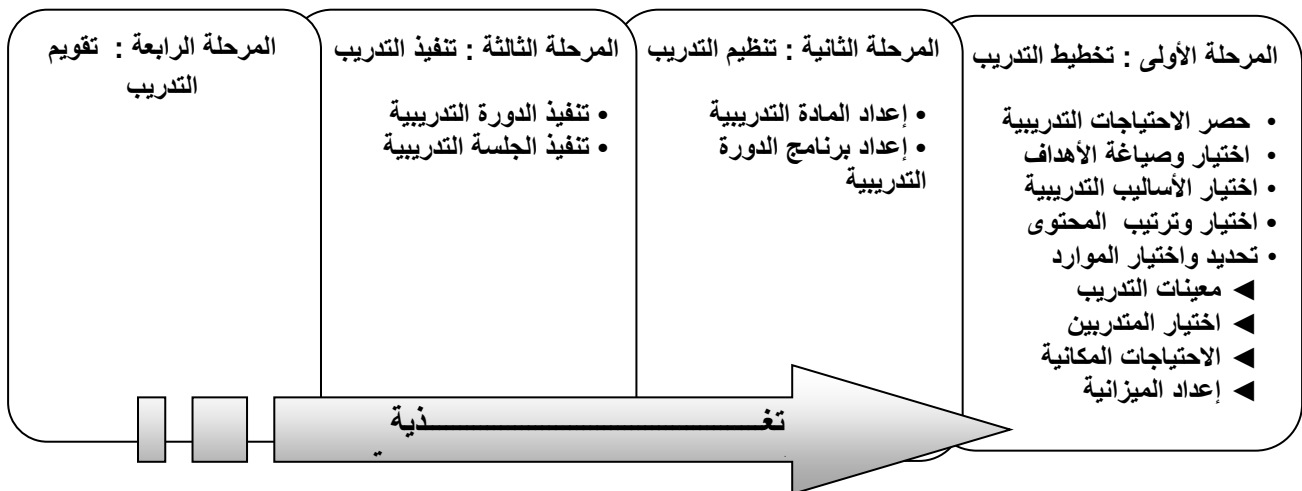 المرحلة الأولى : تخطيط التدريب
• حصر الاحتياجات التدريبية
• اختيار وصياغة الأهداف
• اختيار الأساليب التدريبية
• اختيار وترتيب المحتوى
• تحديد واختيار الموارد
◄ معينات التدريب
◄ اختيار المتدربين
◄ الاحتياجات المكانية
◄ إعداد الميزانية
المرحلة الثانية : تنظيم التدريب
• إعداد المادة التدريبية
• إعداد برنامج الدورة
التدريبية
المرحلة الثالثة : تنفيذ التدريب
• تنفيذ الدورة التدريبية
• تنفيذ الجلسة التدريبية
المرحلة الرابعة : تقويم
التدريب
تغـــــــــــــــــــــــــــــذية